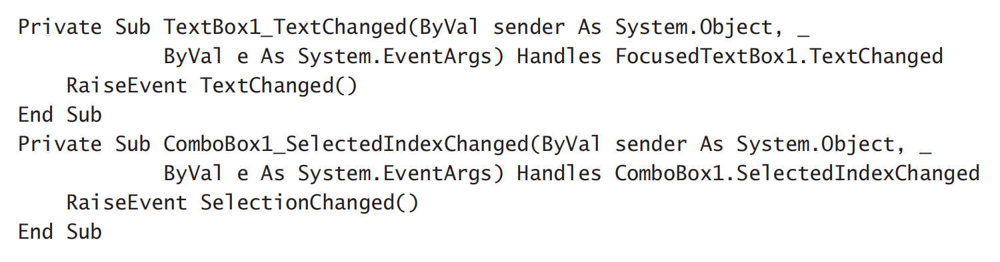 Private Sub TextBox1_TextChanged(ByVal sender As System.Object, _
            ByVal e As System.EventArgs) Handles FocusedTextBox1.TextChanged
    RaiseEvent TextChanged()
End Sub
Private Sub ComboBox1_SelectedIndexChanged(ByVal sender As System.Object, _
            ByVal e As System.EventArgs) Handles ComboBox1.SelectedIndexChanged
    RaiseEvent SelectionChanged()
End Sub